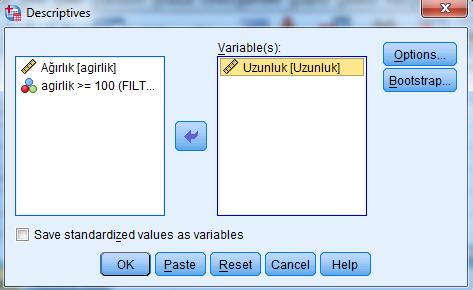 Descriptives
Variable(s):
Ağırlık [agirlik]
agirlik >= 100 (FILT...
Uzunluk [Uzunluk]
Options...
Bootstrap...
Save standardized values as variables
OK Paste Reset Cancel Help